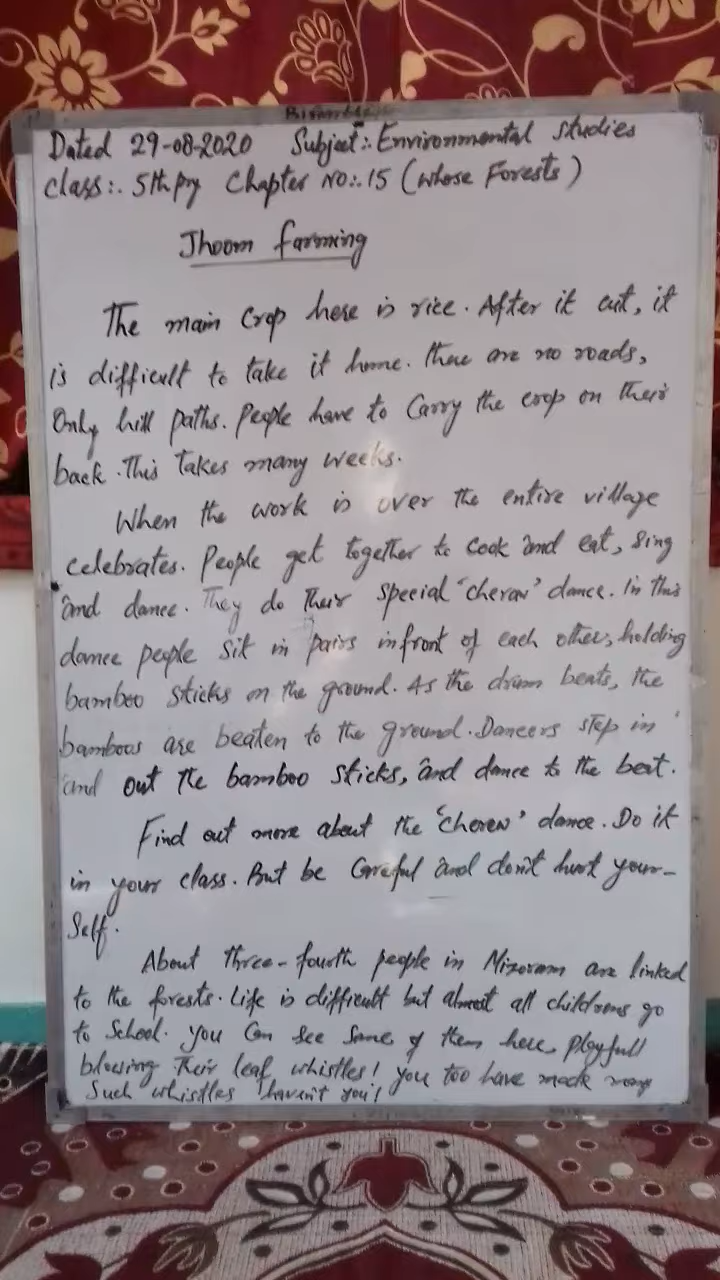 Dated 29-08-2020 Subject:. Environmental studies
Class:. 5th pry Chapter No:. 15 (Whose Forests)
Jhoom farming
The main Crop here is rice. After it cut, it
is difficult to take it home. there are no roads,
Only hill paths. People have to Carry the crop on their
back. This takes many weeks.
When the work is over the entire village
celebrates. People get together to cook and eat, Sing
and dance. They do their special 'cheraw' dance. In this
dance people sit in pairs infront of each other, holding
bamboo sticks on the ground. As the drum beats, the
bamboos are beaten to the ground. Dancers step in
and out the bamboo sticks, and dance to the beat.
Find out more about the 'cherew' dance. Do it
in your class. But be Careful and don't hurt your-
Self.
About three-fourth people in Mizoram are linked
to the forests. Life is difficult but almost all childrens go
to School. you Can See Some of them here, Playfull
blowing their leaf whistles! you too have made many
Such whistles haven't you!